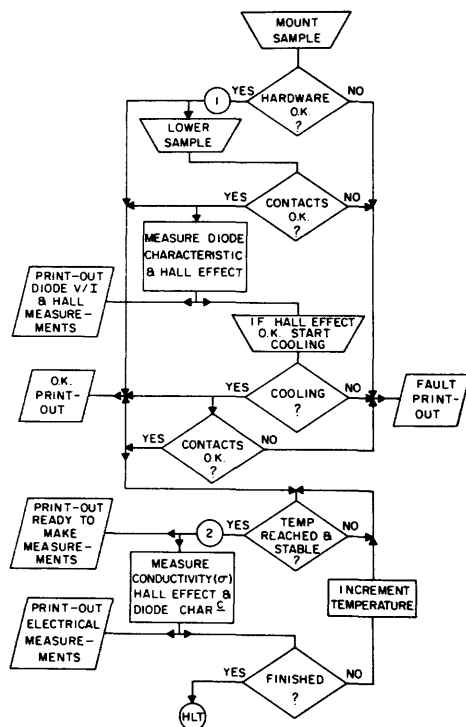 MOUNT
SAMPLE
YES
1
HARDWARE
O.K.
?
NO
LOWER
SAMPLE
YES
CONTACTS
O.K.
?
NO
MEASURE DIODE
CHARACTERISTIC
& HALL EFFECT
PRINT-OUT
DIODE V/I
& HALL
MEASURE-
MENTS
IF HALL EFFECT
O.K. START
COOLING
O.K.
PRINT-
OUT
YES
COOLING
?
NO
FAULT
PRINT-
OUT
YES
CONTACTS
O.K.
?
NO
PRINT-OUT
READY TO
MAKE
MEASURE-
MENTS
2
YES
TEMP
REACHED &
STABLE
?
NO
MEASURE
CONDUCTIVITY(σ)
HALL EFFECT &
DIODE CHAR C
INCREMENT
TEMPERATURE
PRINT-OUT
ELECTRICAL
MEASURE-
MENTS
YES
FINISHED
?
NO
HLT